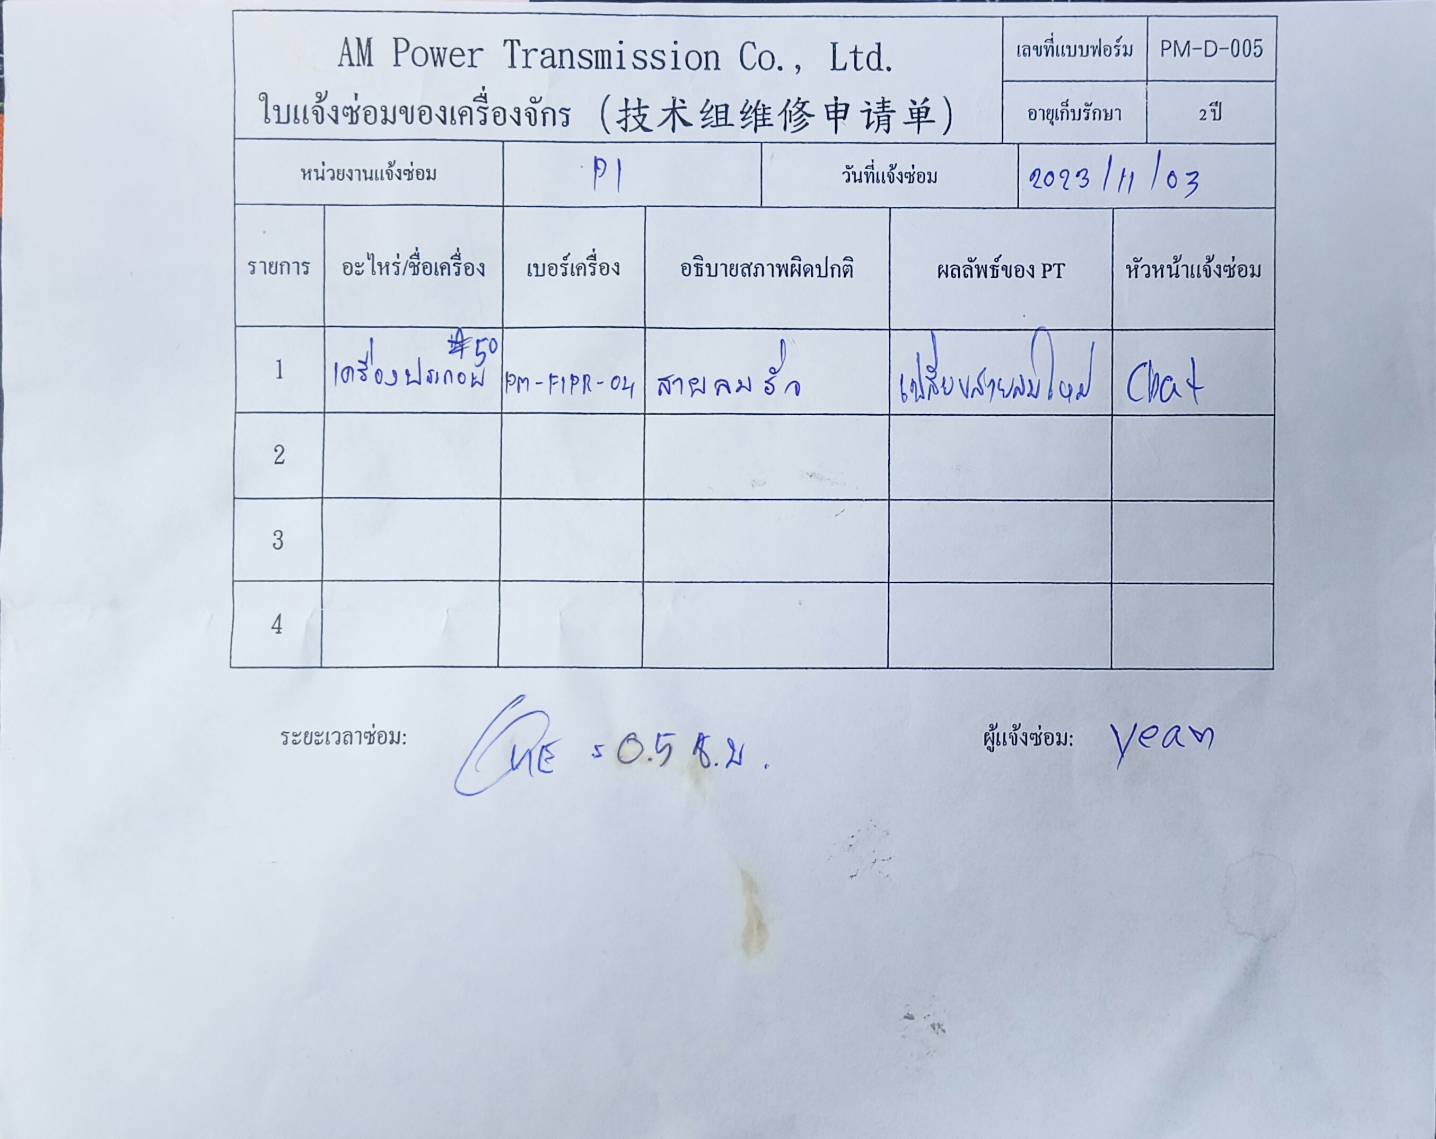 AM Power Transmission Co., Ltd.
ใบแจ้งซ่อมของเครื่องจักร (技术组维修申请单)
เลขที่แบบฟอร์ม PM-D-005
อายุเก็บรักษา 2 ปี
หน่วยงานแจ้งซ่อม P1 วันที่แจ้งซ่อม 2023/11/03
รายการ อะไหร่/ชื่อเครื่อง เบอร์เครื่อง อธิบายสภาพผิดปกติ ผลลัพธ์ของ PT หัวหน้าแจ้งซ่อม
1 เครื่องประกอบ #50 PM-FIPR-04 สายลมรั่ว เปลี่ยนสายลมใหม่ Chat
2
3
4
ระยะเวลาซ่อม: = 0.5 ช.ม. ผู้แจ้งซ่อม: Yean